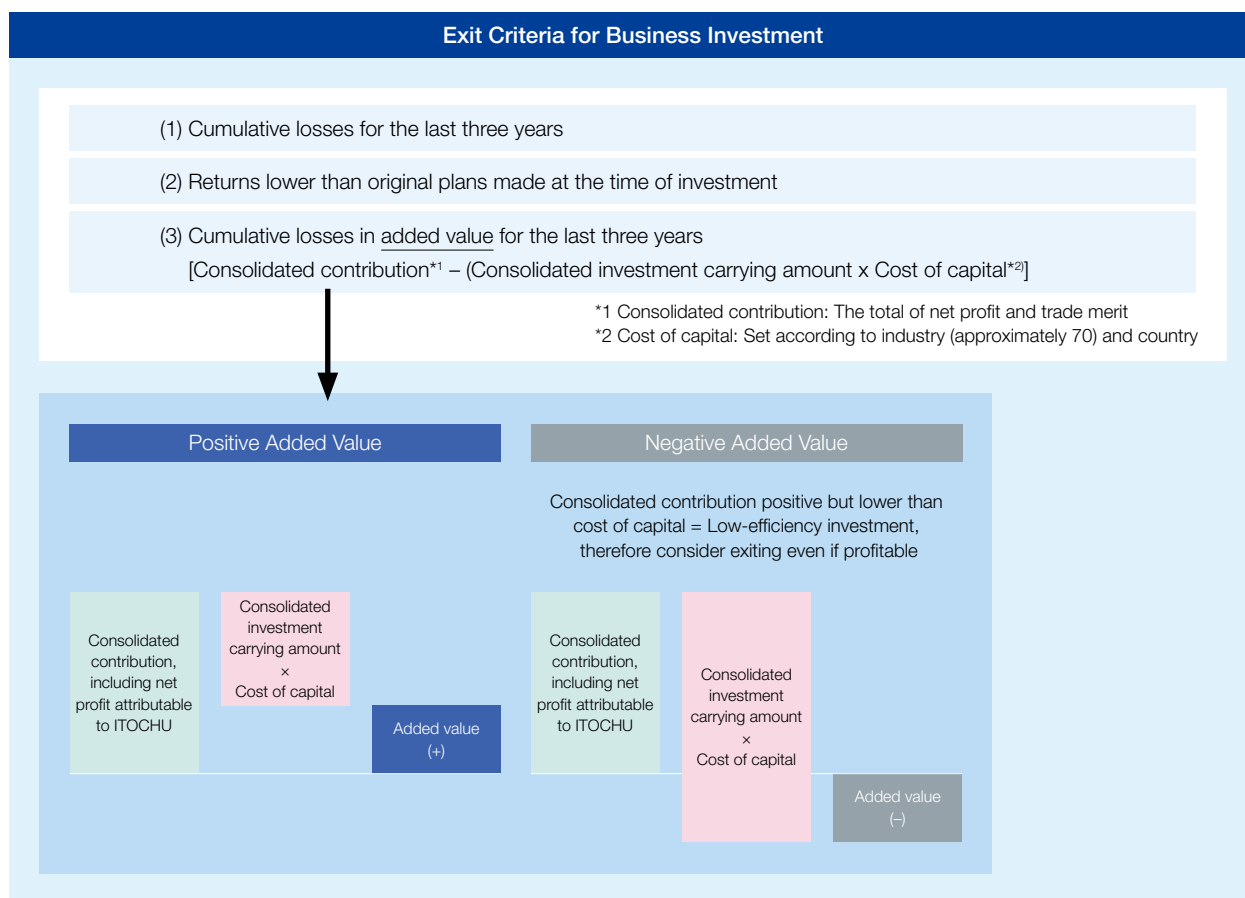 Exit Criteria for Business Investment
(1) Cumulative losses for the last three years
(2) Returns lower than original plans made at the time of investment
(3) Cumulative losses in added value for the last three years
[Consolidated contribution*1 – (Consolidated investment carrying amount x Cost of capital*2)]
*1 Consolidated contribution: The total of net profit and trade merit
*2 Cost of capital: Set according to industry (approximately 70) and country
Positive Added Value
Consolidated
contribution,
including net
profit attributable
to ITOCHU
Consolidated
investment
carrying amount
×
Cost of capital
Added value
(+)
Negative Added Value
Consolidated contribution positive but lower than
cost of capital = Low-efficiency investment,
therefore consider exiting even if profitable
Consolidated
contribution,
including net
profit attributable
to ITOCHU
Consolidated
investment
carrying amount
×
Cost of capital
Added value
(–)